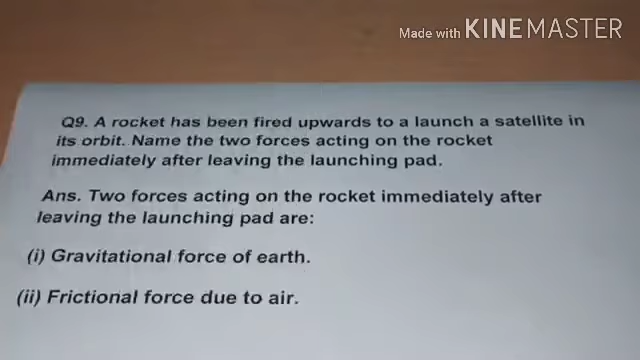 Made with KINEMASTER
Q9. A rocket has been fired upwards to a launch a satellite in
its orbit. Name the two forces acting on the rocket
immediately after leaving the launching pad.
Ans. Two forces acting on the rocket immediately after
leaving the launching pad are:
(i) Gravitational force of earth.
(ii) Frictional force due to air.